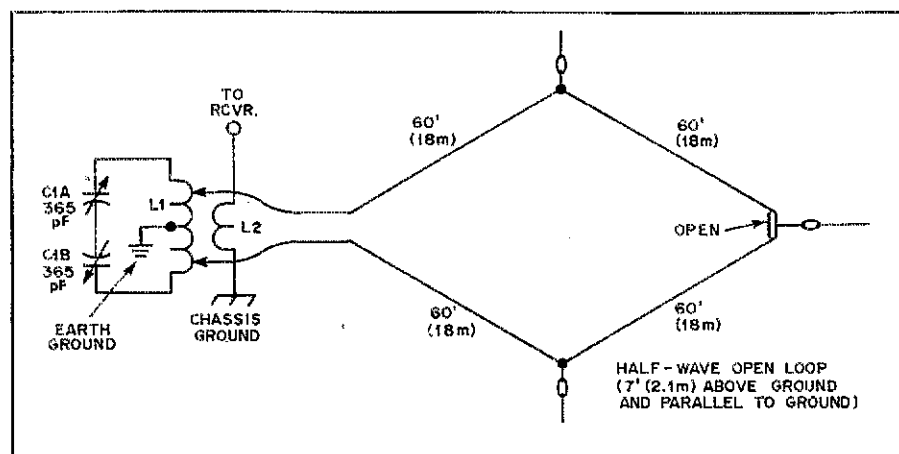 TO
RCVR.
60'
(18m)
60'
(18m)
C1A
365
pF
L1
L2
OPEN
C1B
365
pF
EARTH
GROUND
CHASSIS
GROUND
60'
(18m)
60'
(18m)
HALF-WAVE OPEN LOOP
(7' (2.1m) ABOVE GROUND
AND PARALLEL TO GROUND)